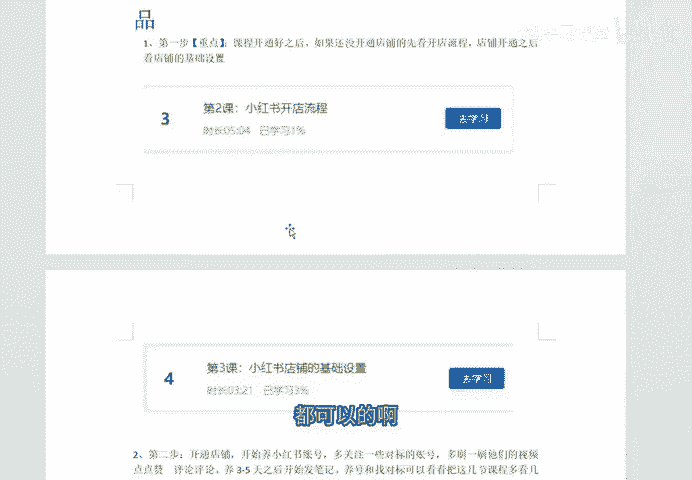 品
1、第一步【重点】：课程开通好之后，如果还没开通店铺的先看开店流程，店铺开通之后
看店铺的基础设置
3
第2课：小红书开店流程
去学习
时长05:04 已学习1%
4
第3课：小红书店铺的基础设置
去学习
时长03:21 已学习3%
都可以的啊
2、第二步：开通店铺，开始养小红书账号，多关注一些对标的账号，多刷一刷他们的视频
点点赞 评论评论。养3-5天之后开始发笔记，养号和找对标可以看看把这几节课程多看几